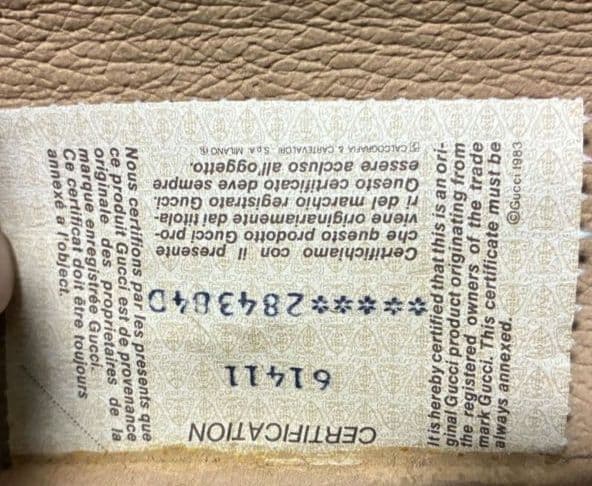 CERTIFICATION
61411
*******284364D
Certifichiamo con il presente
che questo prodotto Gucci pro-
viene originariamente dai titola-
ri del marchio registrato Gucci.
Questo certificato deve sempre
essere accluso all'oggetto.
CALCOGRAFIA & CARTEVALORI S.p.A. MILANO
It is hereby certified that this is an ori-
ginal Gucci product originating from
the registered owners of the trade
mark Gucci. This certificate must be
always annexed.
©Gucci 1983
Nous certifions par les presents que
ce produit Gucci est de provenance
originale des proprietaires de la
marque enregistrée Gucci.
Ce certificat doit être toujours
annexé a l'object.